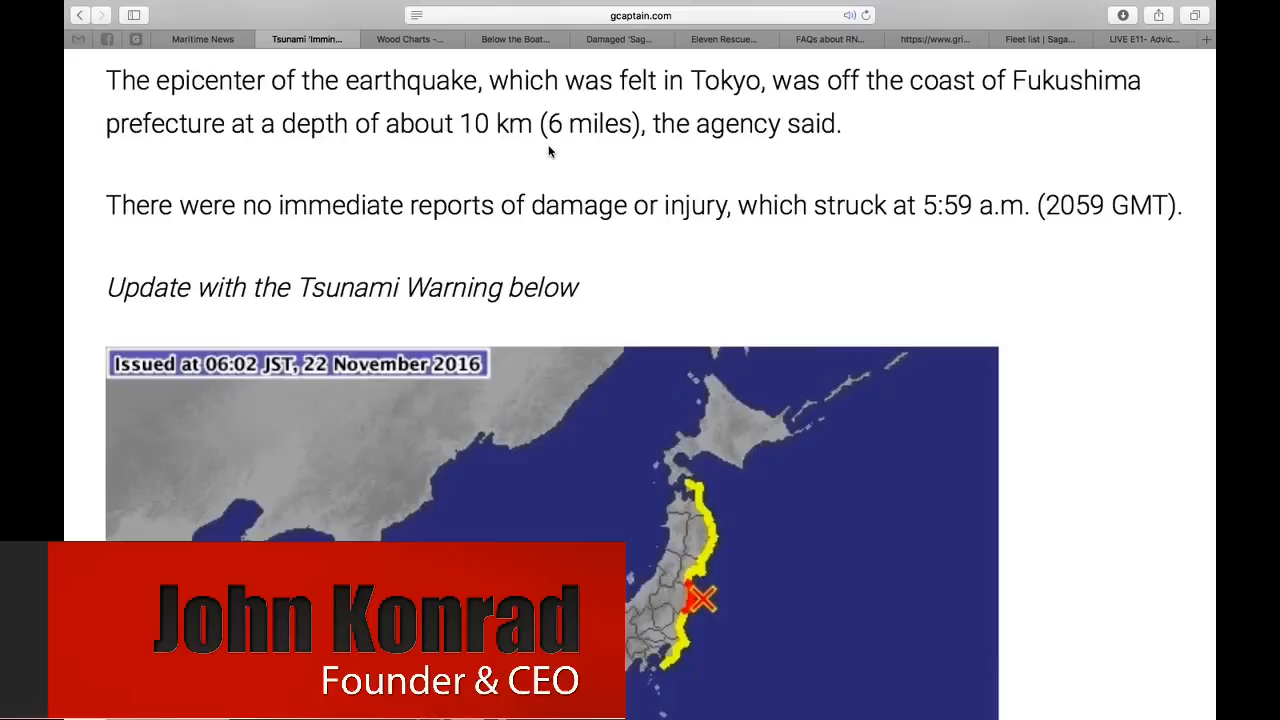 gcaptain.com
Maritime News
Tsunami 'Immin...
Wood Charts -...
Below the Boat...
Damaged 'Sag...
Eleven Rescue...
FAQs about RN...
https://www.gri...
Fleet list | Saga...
LIVE E11- Advic...
The epicenter of the earthquake, which was felt in Tokyo, was off the coast of Fukushima
prefecture at a depth of about 10 km (6 miles), the agency said.
There were no immediate reports of damage or injury, which struck at 5:59 a.m. (2059 GMT).
Update with the Tsunami Warning below
Issued at 06:02 JST, 22 November 2016
John Konrad
Founder & CEO